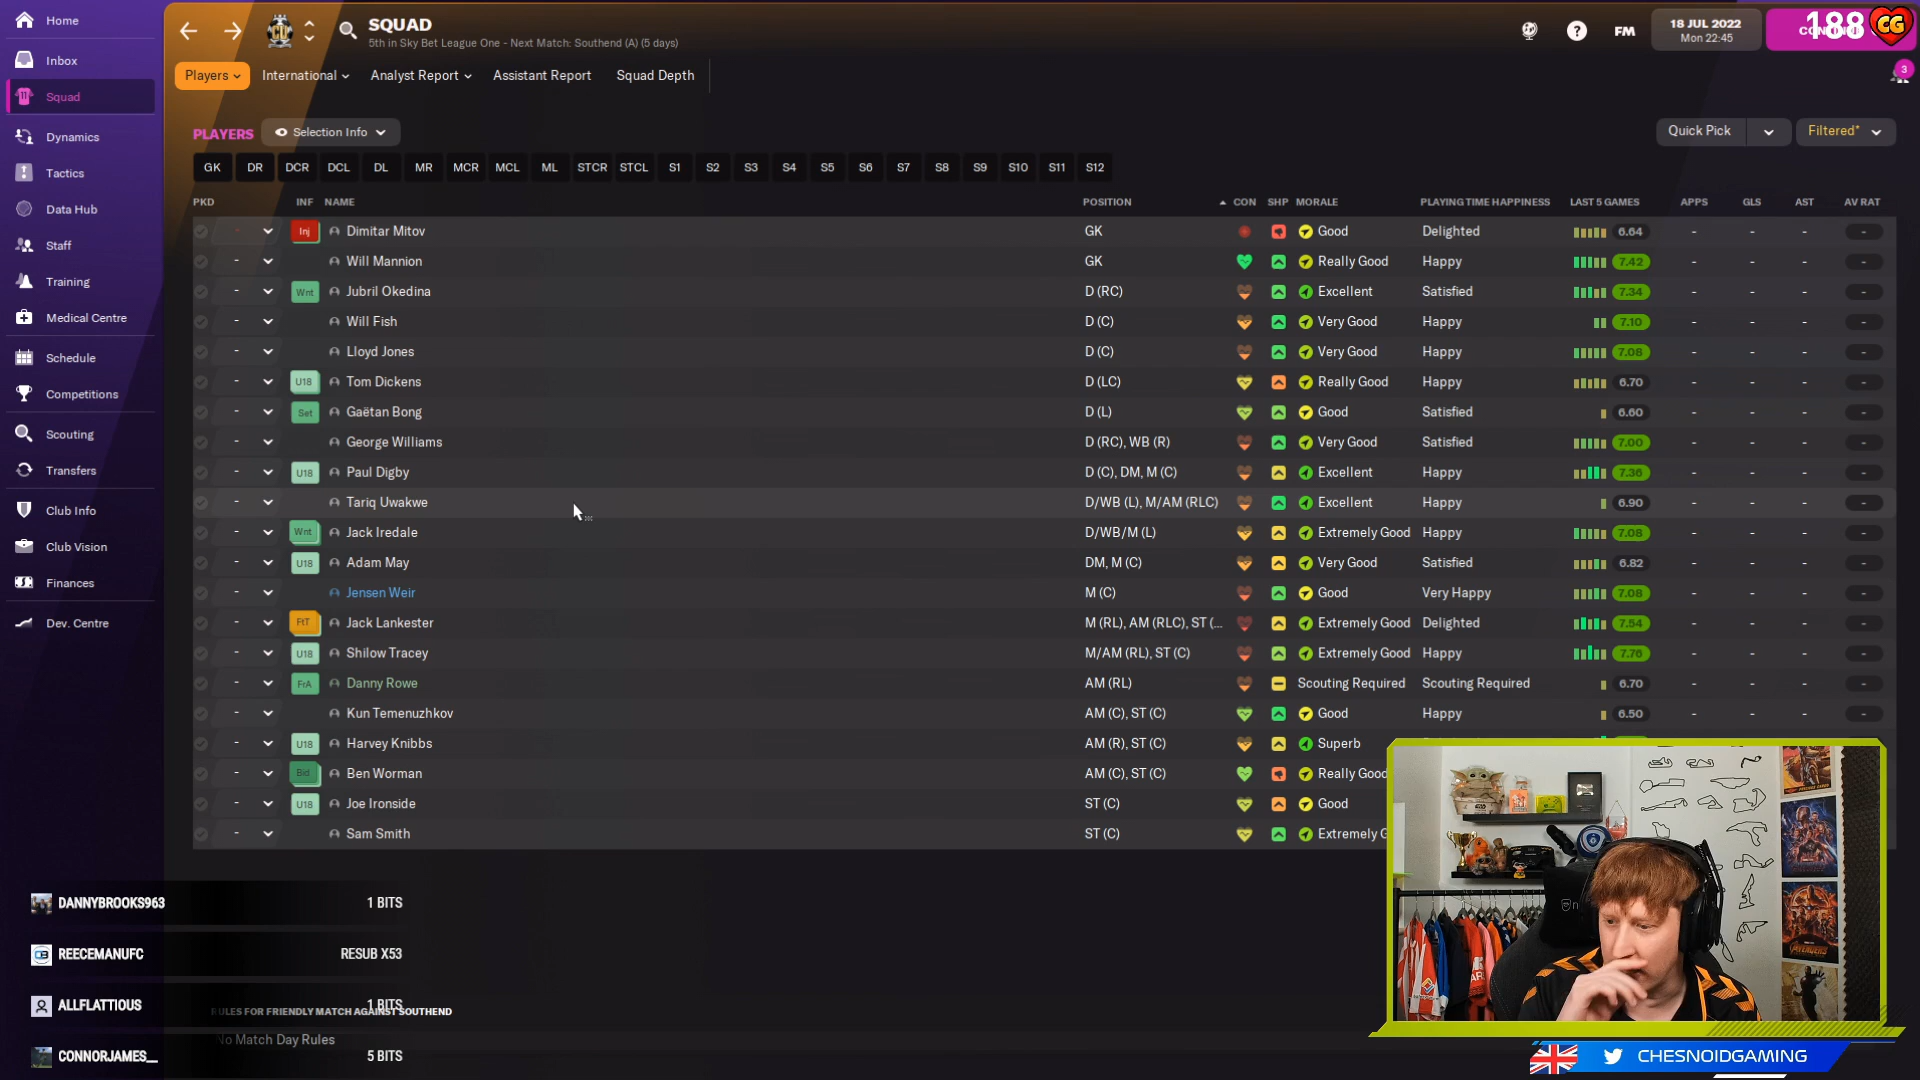 Home
Inbox
Squad
Dynamics
Tactics
Data Hub
Staff
Training
Medical Centre
Schedule
Competitions
Scouting
Transfers
Club Info
Club Vision
Finances
Dev. Centre
SQUAD
5th in Sky Bet League One - Next Match: Southend (A) (5 days)
FM
18 JUL 2022
Mon 22:45
188
CG
3
Players International Analyst Report Assistant Report Squad Depth
PLAYERS Selection Info Quick Pick Filtered*
GK DR DCR DCL DL MR MCR MCL ML STCR STCL S1 S2 S3 S4 S5 S6 S7 S8 S9 S10 S11 S12
PKD INF NAME POSITION CON SHP MORALE PLAYING TIME HAPPINESS LAST 5 GAMES APPS GLS AST AV RAT
- Inj Dimitar Mitov GK Good Delighted 6.64 - - - -
- Will Mannion GK Really Good Happy 7.42 - - - -
- Wnt Jubril Okedina D (RC) Excellent Satisfied 7.34 - - - -
- Will Fish D (C) Very Good Happy 7.10 - - - -
- Lloyd Jones D (C) Very Good Happy 7.08 - - - -
- U18 Tom Dickens D (LC) Really Good Happy 6.70 - - - -
- Set Gaëtan Bong D (L) Good Satisfied 6.60 - - - -
- George Williams D (RC), WB (R) Very Good Satisfied 7.00 - - - -
- U18 Paul Digby D (C), DM, M (C) Excellent Happy 7.36 - - - -
- Tariq Uwakwe D/WB (L), M/AM (RLC) Excellent Happy 6.90 - - - -
- Wnt Jack Iredale D/WB/M (L) Extremely Good Happy 7.08 - - - -
- U18 Adam May DM, M (C) Very Good Satisfied 6.82 - - - -
- Jensen Weir M (C) Good Very Happy 7.08 - - - -
- FtT Jack Lankester M (RL), AM (RLC), ST (... Extremely Good Delighted 7.54 - - - -
- U18 Shilow Tracey M/AM (RL), ST (C) Extremely Good Happy 7.76 - - - -
- FrA Danny Rowe AM (RL) Scouting Required Scouting Required 6.70 - - - -
- Kun Temenuzhkov AM (C), ST (C) Good Happy 6.50 - - - -
- U18 Harvey Knibbs AM (R), ST (C) Superb
- Bid Ben Worman AM (C), ST (C) Really Good
- U18 Joe Ironside ST (C) Good
- Sam Smith ST (C) Extremely G
DANNYBROOKS963 1 BITS
REECEMANUFC RESUB X53
ALLFLATTIOUS 1 BITS
RULES FOR FRIENDLY MATCH AGAINST SOUTHEND
No Match Day Rules
CONNORJAMES__ 5 BITS
CHESNOIDGAMING